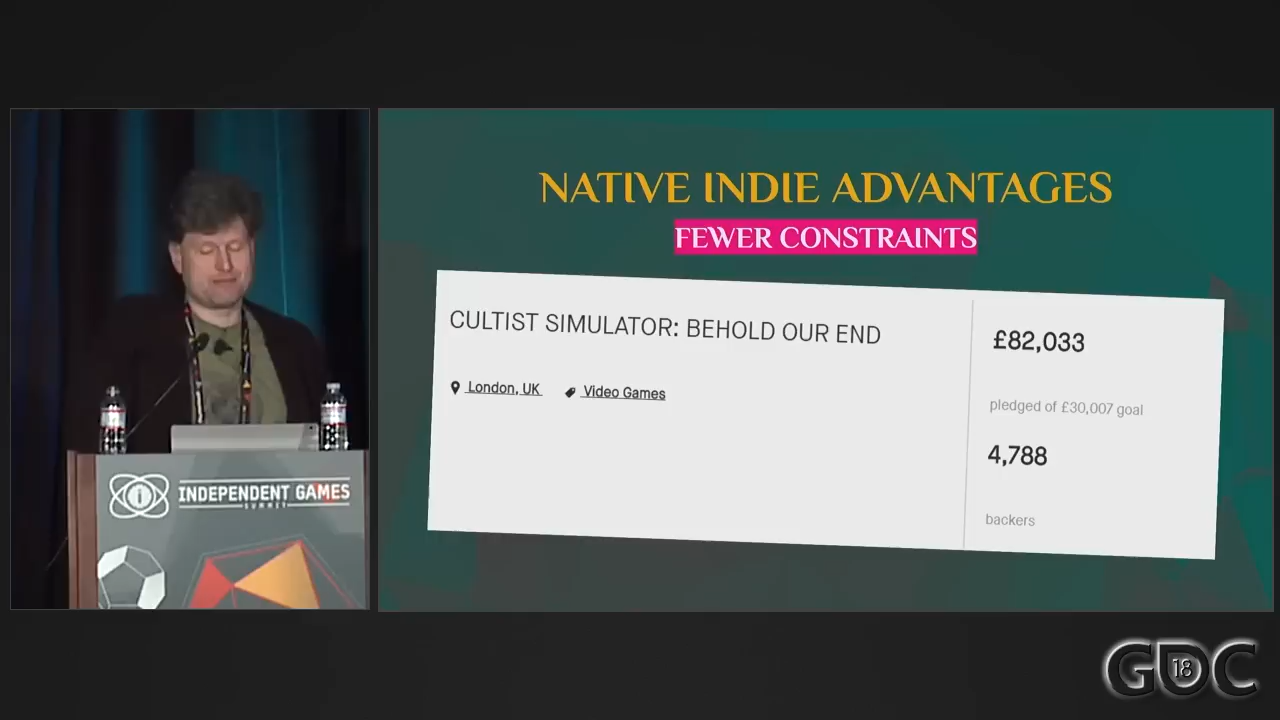 NATIVE INDIE ADVANTAGES
FEWER CONSTRAINTS
CULTIST SIMULATOR: BEHOLD OUR END
London, UK
Video Games
£82,033
pledged of £30,007 goal
4,788
backers
INDEPENDENT GAMES
SUMMIT
GDC
18